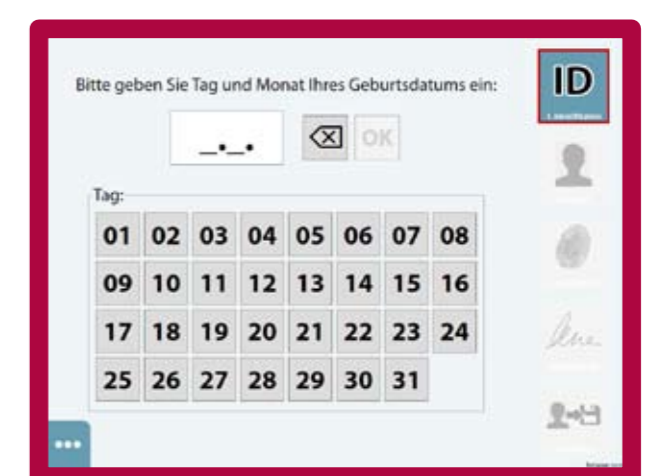 Bitte geben Sie Tag und Monat Ihres Geburtsdatums ein:
_._.
OK
ID
1. Identifikation
Tag:
01 02 03 04 05 06 07 08
09 10 11 12 13 14 15 16
17 18 19 20 21 22 23 24
25 26 27 28 29 30 31